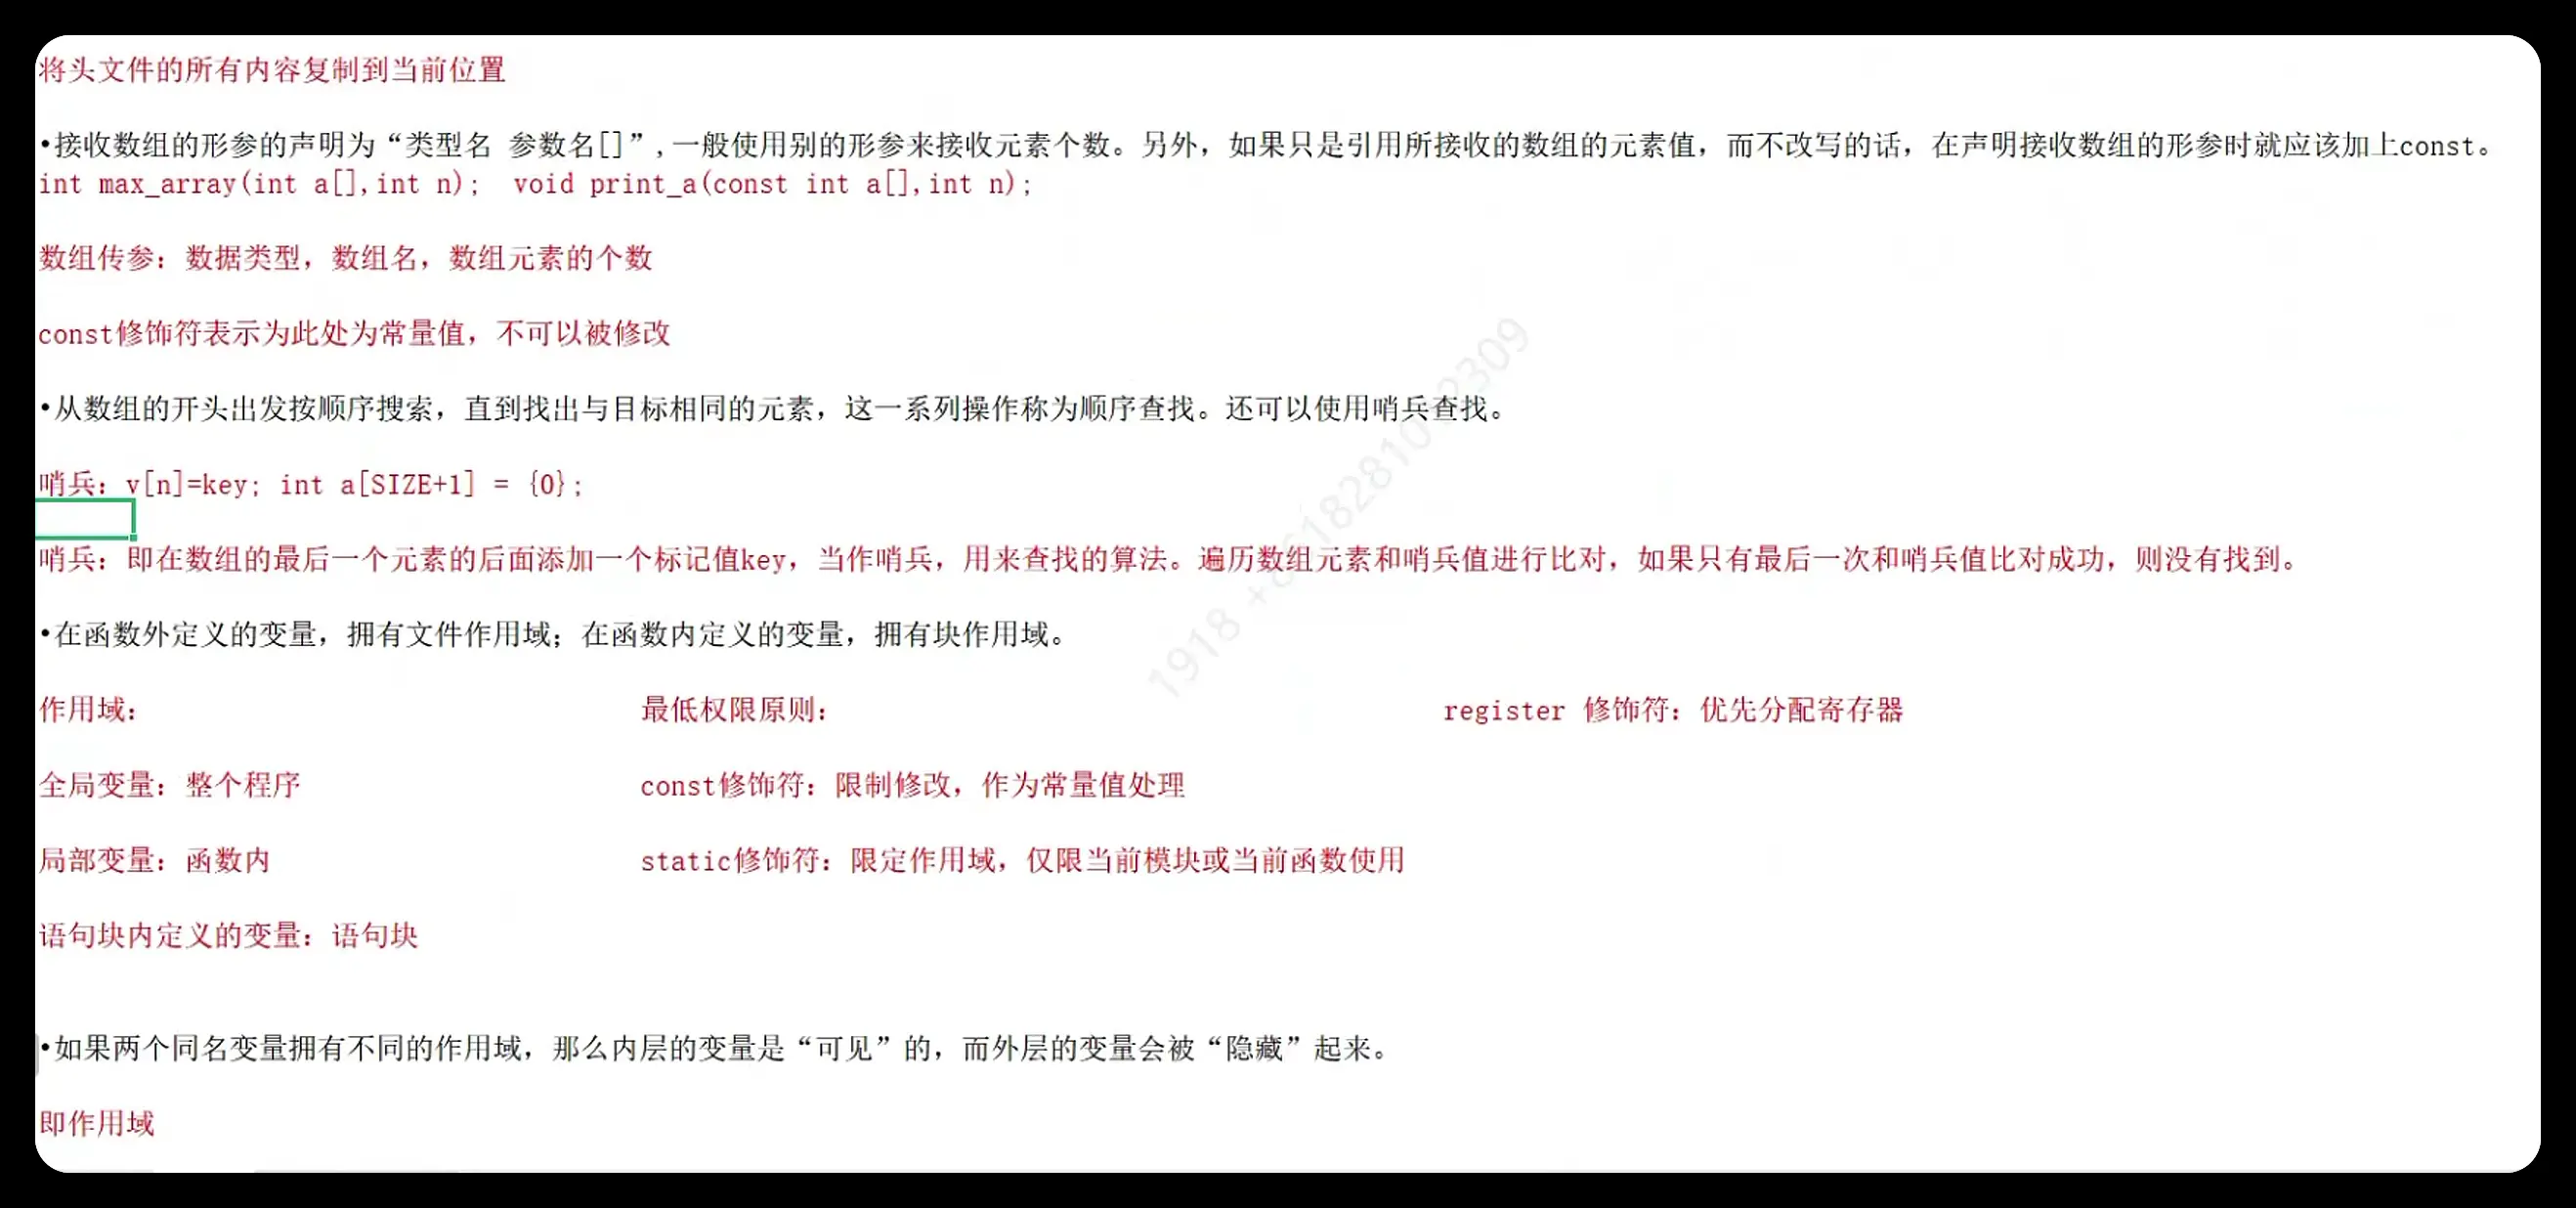 将头文件的所有内容复制到当前位置
•接收数组的形参的声明为“类型名 参数名[]”,一般使用别的形参来接收元素个数。另外，如果只是引用所接收的数组的元素值，而不改写的话，在声明接收数组的形参时就应该加上const。
int max_array(int a[],int n);  void print_a(const int a[],int n);
数组传参：数据类型，数组名，数组元素的个数
const修饰符表示为此处为常量值，不可以被修改
•从数组的开头出发按顺序搜索，直到找出与目标相同的元素，这一系列操作称为顺序查找。还可以使用哨兵查找。
哨兵：v[n]=key; int a[SIZE+1] = {0};
哨兵：即在数组的最后一个元素的后面添加一个标记值key，当作哨兵，用来查找的算法。遍历数组元素和哨兵值进行比对，如果只有最后一次和哨兵值比对成功，则没有找到。
•在函数外定义的变量，拥有文件作用域；在函数内定义的变量，拥有块作用域。
作用域： 最低权限原则： register 修饰符：优先分配寄存器
全局变量：整个程序 const修饰符：限制修改，作为常量值处理
局部变量：函数内 static修饰符：限定作用域，仅限当前模块或当前函数使用
语句块内定义的变量：语句块
•如果两个同名变量拥有不同的作用域，那么内层的变量是“可见”的，而外层的变量会被“隐藏”起来。
即作用域
1918